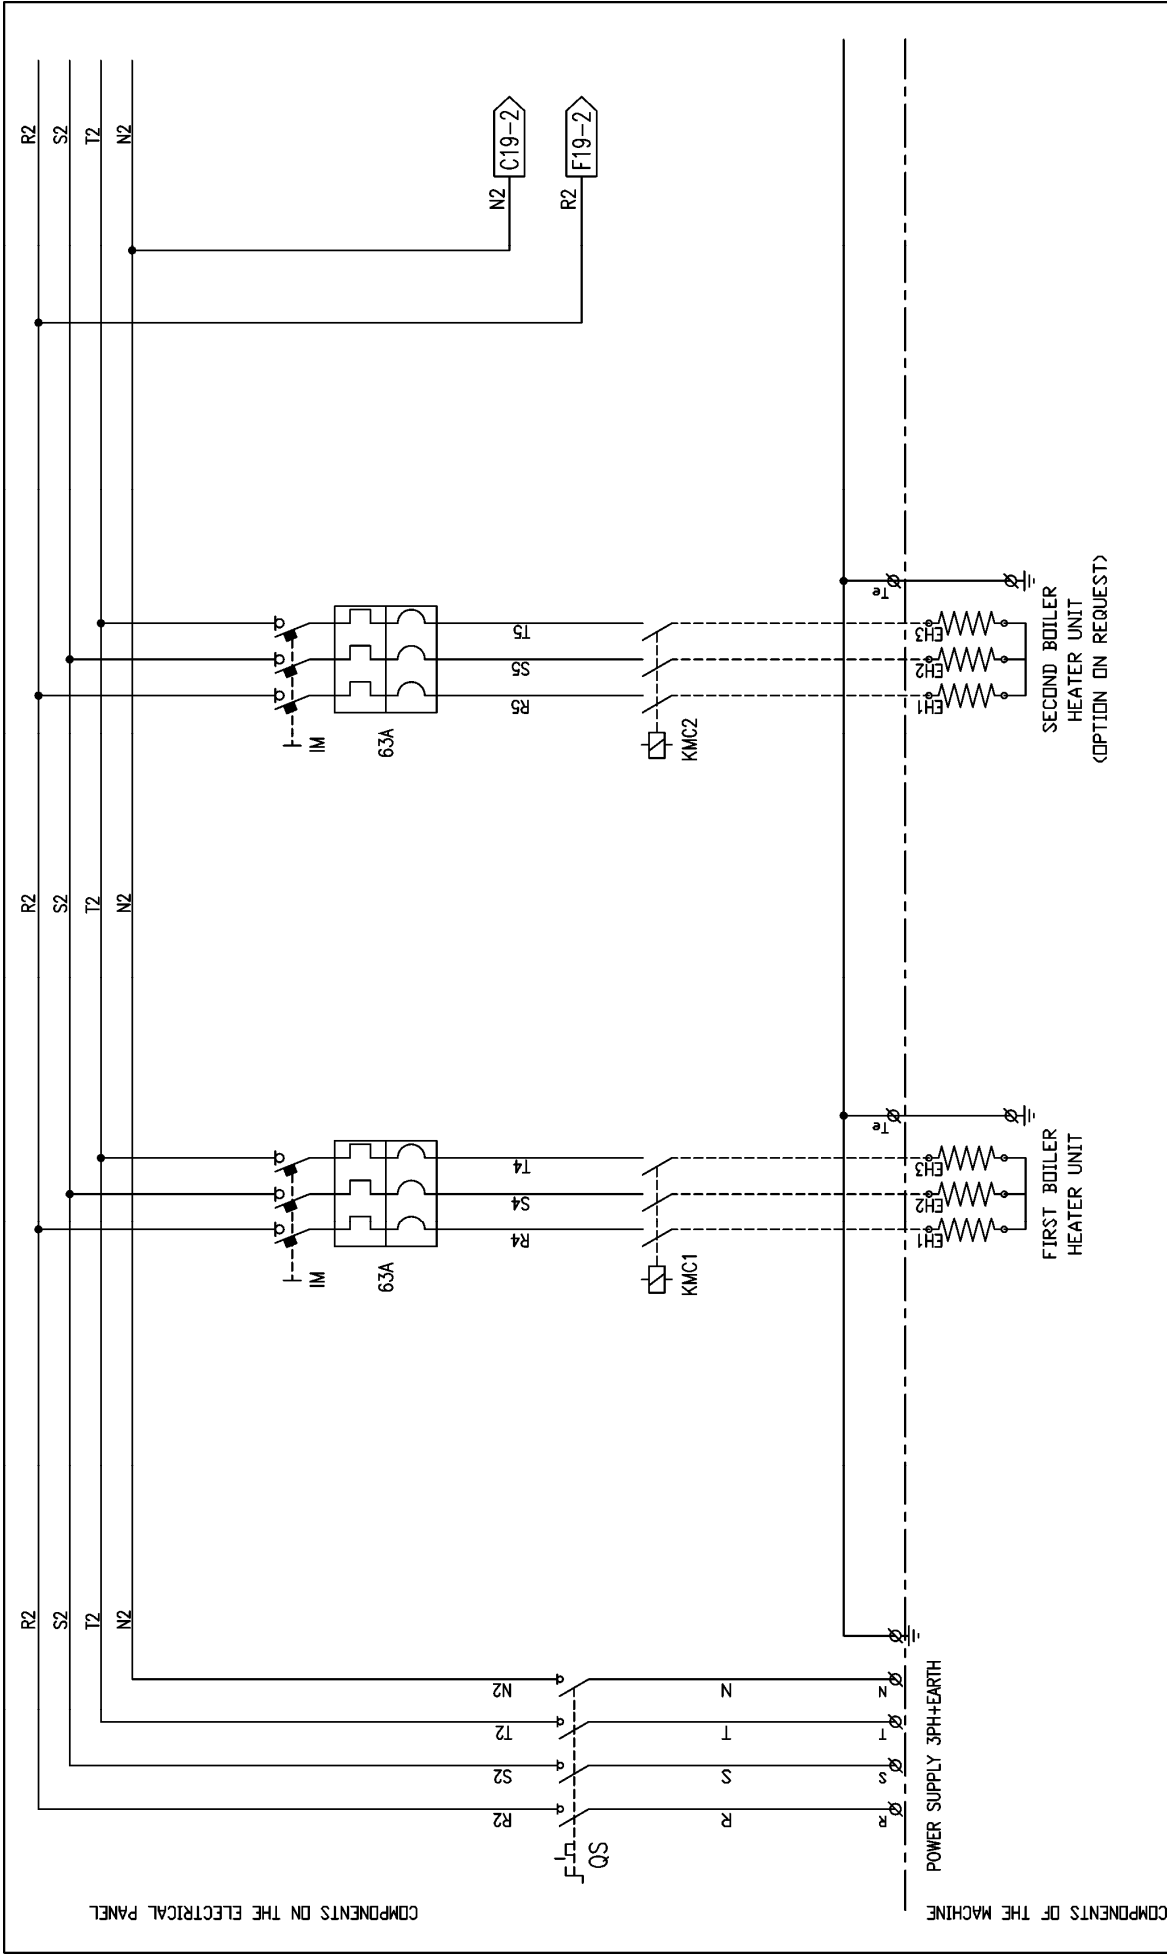 COMPONENTS ON THE ELECTRICAL PANEL
R2
R2
R2
S2
S2
S2
T2
T2
T2
N2
N2
N2
IM
IM
63A
63A
N2
C19-2
R2
F19-2
R2
S2
T2
N2
R4
S4
T4
R5
S5
T5
QS
KMC1
KMC2
R
S
T
N
R
S
T
N
Te
Te
COMPONENTS OF THE MACHINE
POWER SUPPLY 3PH+EARTH
EH1
EH2
EH3
EH1
EH2
EH3
FIRST BOILER
HEATER UNIT
SECOND BOILER
HEATER UNIT
(OPTION ON REQUEST)